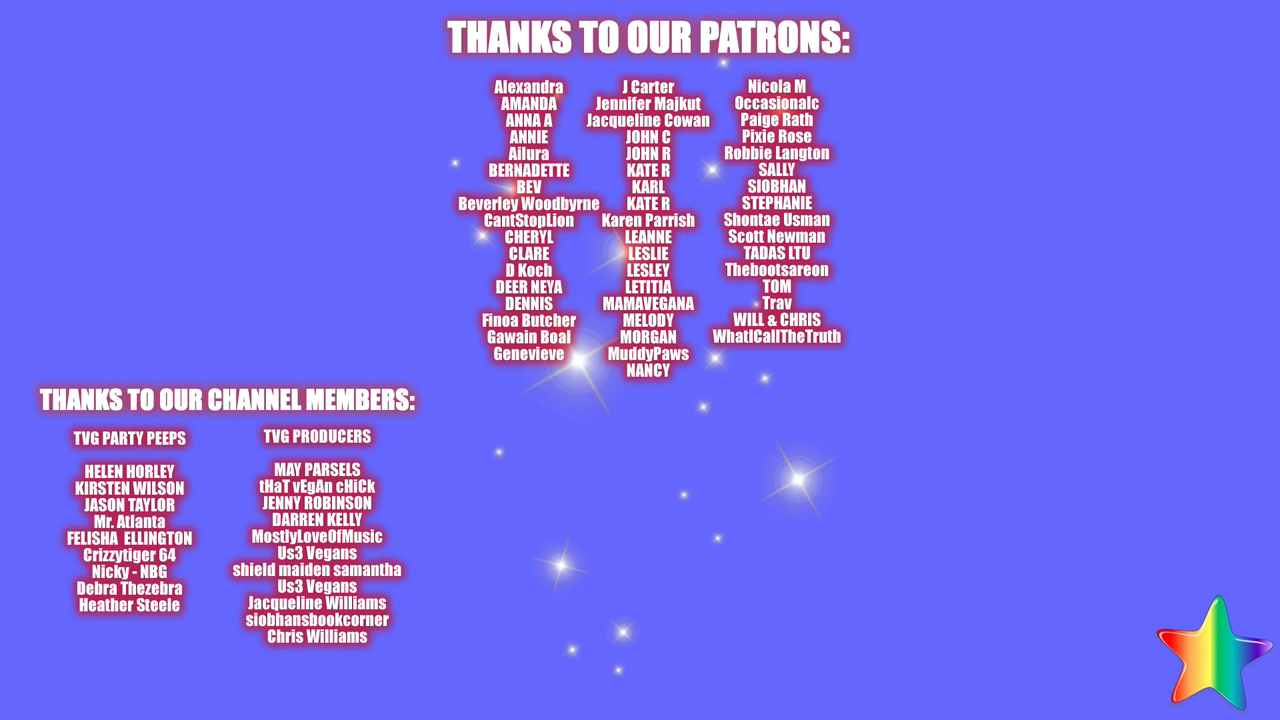 THANKS TO OUR PATRONS:
Alexandra
AMANDA
ANNA A
ANNIE
Ailura
BERNADETTE
BEV
Beverley Woodbyrne
CantStopLion
CHERYL
CLARE
D Koch
DEER NEYA
DENNIS
Finoa Butcher
Gawain Boal
Genevieve
J Carter
Jennifer Majkut
Jacqueline Cowan
JOHN C
JOHN R
KATE R
KARL
KATE R
Karen Parrish
LEANNE
LESLIE
LESLEY
LETITIA
MAMAVEGANA
MELODY
MORGAN
MuddyPaws
NANCY
Nicola M
Occasionalc
Paige Rath
Pixie Rose
Robbie Langton
SALLY
SIOBHAN
STEPHANIE
Shontae Usman
Scott Newman
TADAS LTU
Thebootsareon
TOM
Trav
WILL & CHRIS
WhatICallTheTruth
THANKS TO OUR CHANNEL MEMBERS:
TVG PARTY PEEPS
HELEN HORLEY
KIRSTEN WILSON
JASON TAYLOR
Mr. Atlanta
FELISHA ELLINGTON
Crizzytiger 64
Nicky - NBG
Debra Thezebra
Heather Steele
TVG PRODUCERS
MAY PARSELS
tHaT vEgAn cHiCk
JENNY ROBINSON
DARREN KELLY
MostlyLoveOfMusic
Us3 Vegans
shield maiden samantha
Us3 Vegans
Jacqueline Williams
siobhansbookcorner
Chris Williams